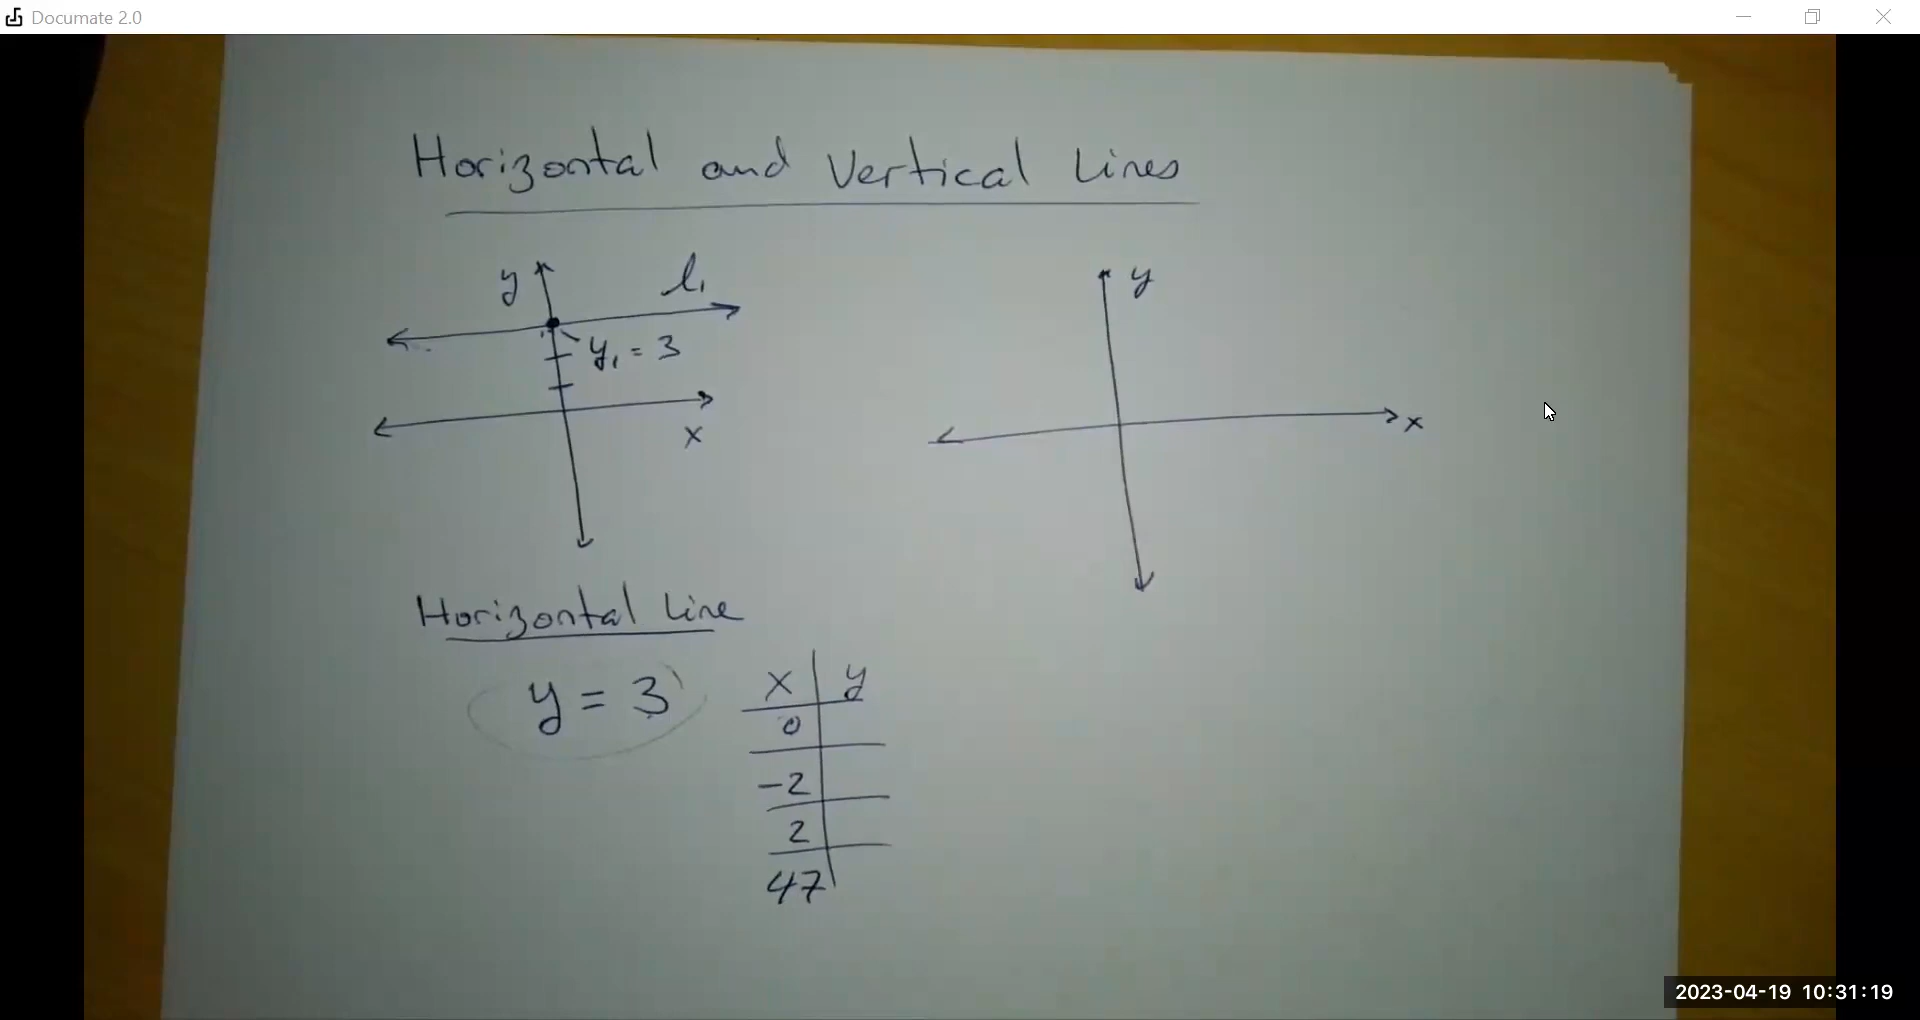 Documate 2.0
Horizontal and Vertical Lines
y
l₁
y₁ = 3
x
y
x
Horizontal Line
y = 3
x y
0
-2
2
47
2023-04-19 10:31:19